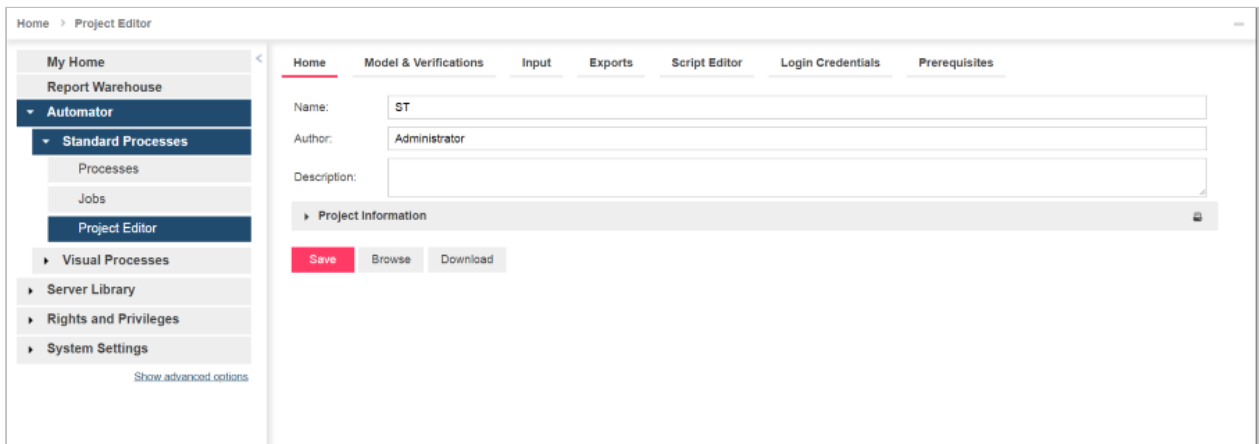 Home > Project Editor
My Home
Report Warehouse
Automator
Standard Processes
Processes
Jobs
Project Editor
Visual Processes
Server Library
Rights and Privileges
System Settings
Show advanced options
Home Model & Verifications Input Exports Script Editor Login Credentials Prerequisites
Name: ST
Author: Administrator
Description:
Project Information
Save Browse Download